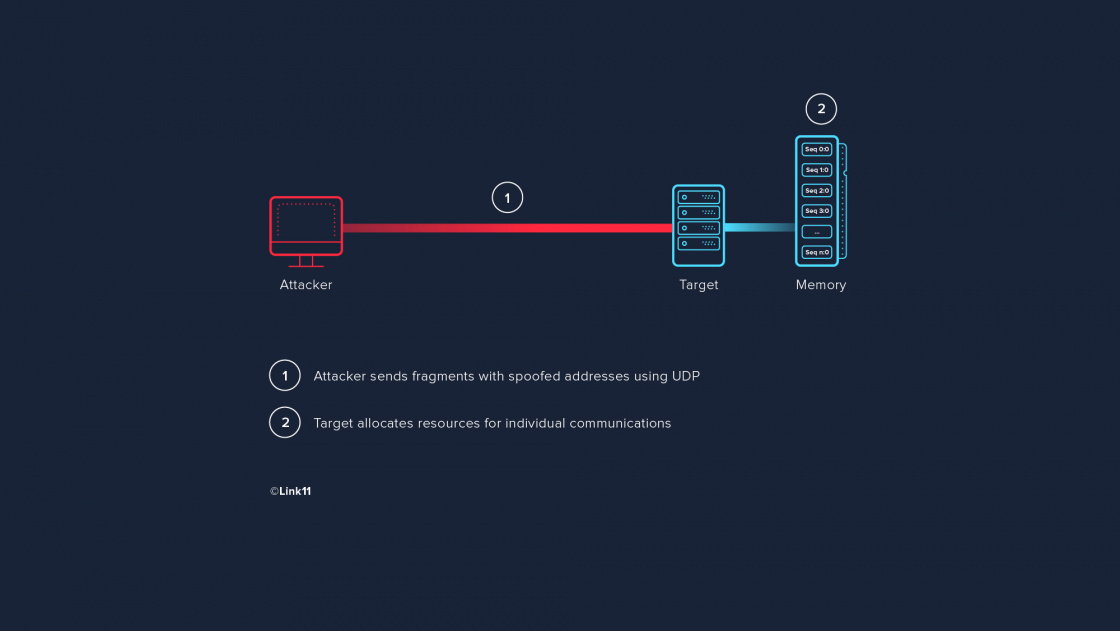 2
Seq 0:0
Seq 1:0
Seq 2:0
Seq 3:0
...
Seq n:0
1
Attacker
Target
Memory
1 Attacker sends fragments with spoofed addresses using UDP
2 Target allocates resources for individual communications
©Link11